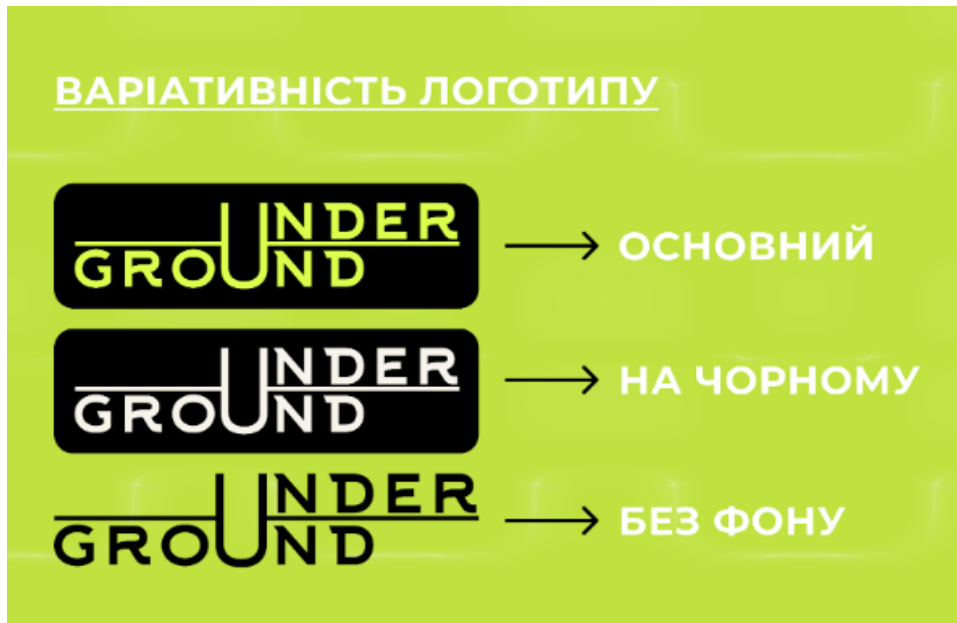 ВАРІАТИВНІСТЬ ЛОГОТИПУ
UNDER
GROUND
ОСНОВНИЙ
UNDER
GROUND
НА ЧОРНОМУ
UNDER
GROUND
БЕЗ ФОНУ